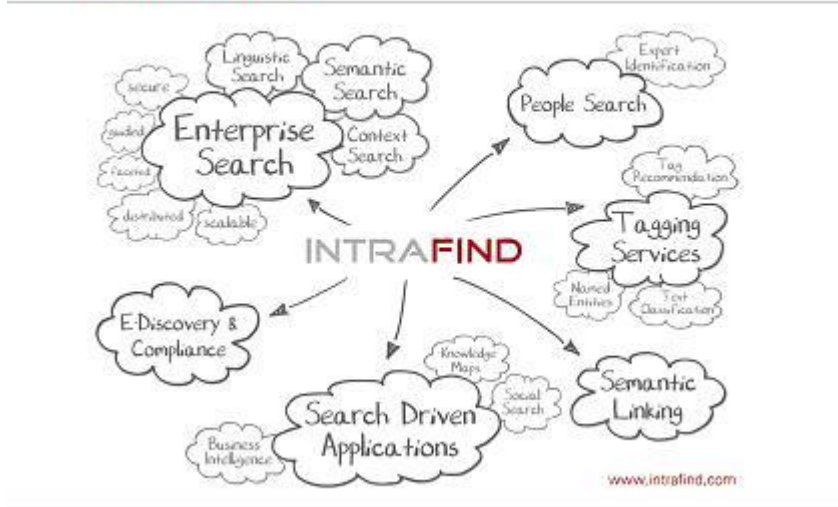 Linguistic
Search
Semantic
Search
secure
guided
Enterprise
Search
Context
Search
faceted
distributed
scalable
Expert
Identification
People Search
Tag
Recommendation
Tagging
Services
Named
Entities
Text
Classification
INTRAFIND
E-Discovery &
Compliance
Knowledge
Maps
Social
Search
Search Driven
Applications
Business
Intelligence
Semantic
Linking
www.intrafind.com